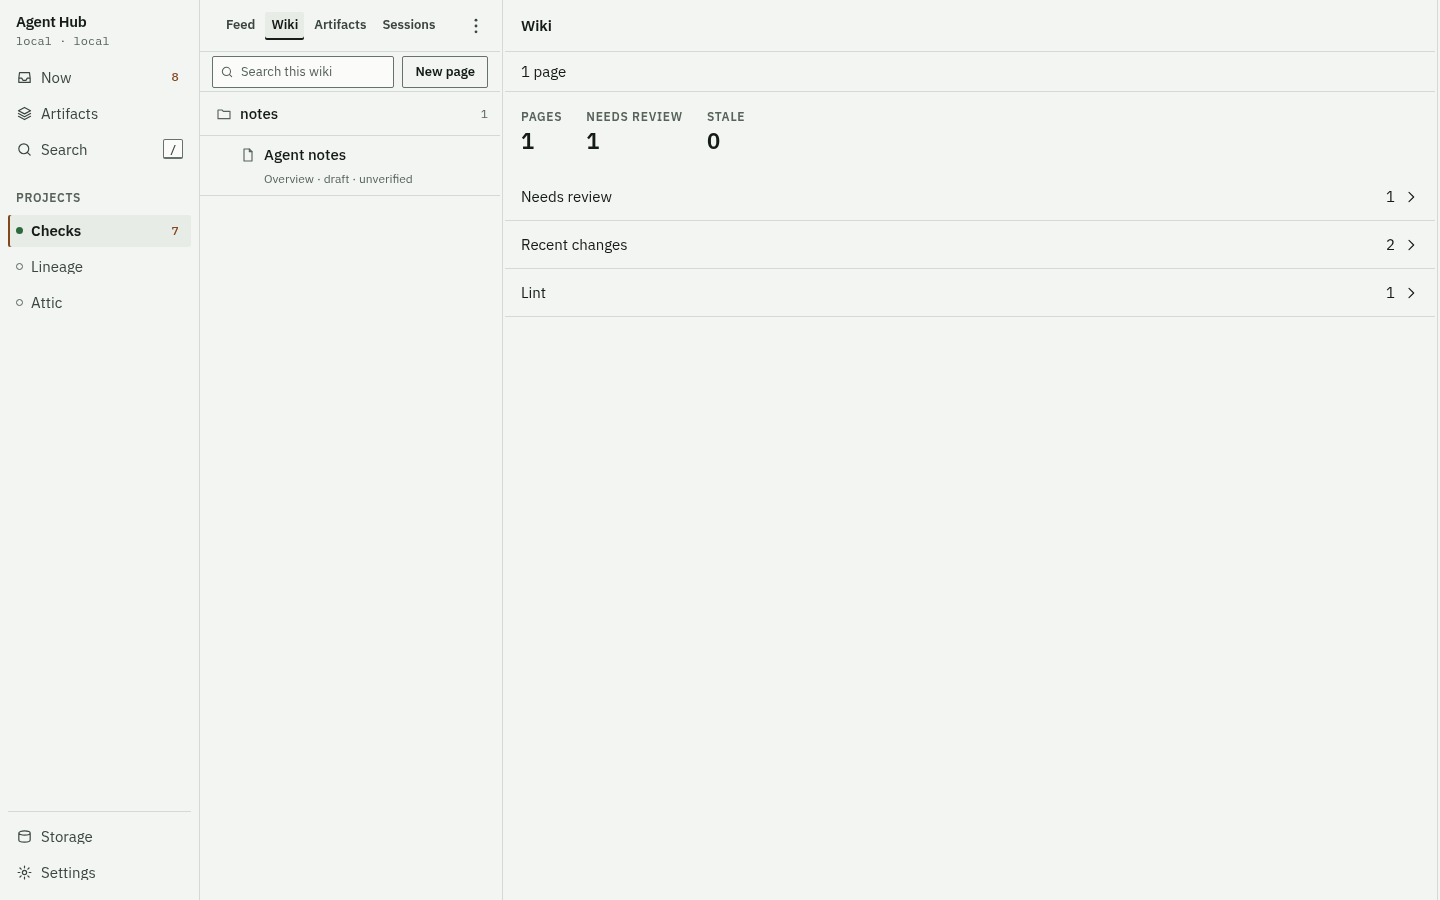 Agent Hub
local · local
Now 8
Artifacts
Search /
PROJECTS
Checks 7
Lineage
Attic
Storage
Settings
Feed Wiki Artifacts Sessions
Search this wiki New page
notes 1
Agent notes
Overview · draft · unverified
Wiki
1 page
PAGES NEEDS REVIEW STALE
1 1 0
Needs review 1
Recent changes 2
Lint 1